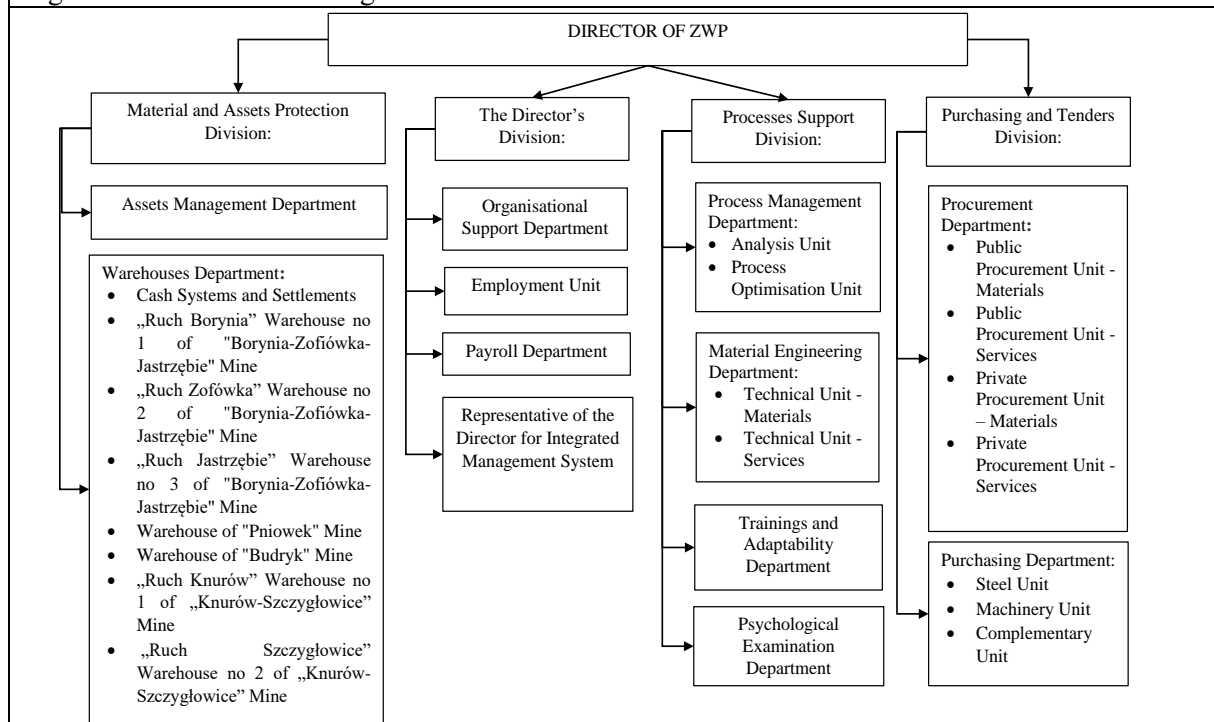 DIRECTOR OF ZWP
Material and Assets Protection
Division:
Assets Management Department
Warehouses Department:
• Cash Systems and Settlements
• „Ruch Borynia” Warehouse no
1 of "Borynia-Zofiówka-
Jastrzębie" Mine
• „Ruch Zofówka” Warehouse no
2 of "Borynia-Zofiówka-
Jastrzębie" Mine
• „Ruch Jastrzębie” Warehouse
no 3 of "Borynia-Zofiówka-
Jastrzębie" Mine
• Warehouse of "Pniowek" Mine
• Warehouse of "Budryk" Mine
• „Ruch Knurów” Warehouse no
1 of „Knurów-Szczygłowice”
Mine
• „Ruch Szczygłowice”
Warehouse no 2 of „Knurów-
Szczygłowice” Mine
The Director’s
Division:
Organisational
Support Department
Employment Unit
Payroll Department
Representative of the
Director for Integrated
Management System
Processes Support
Division:
Process Management
Department:
• Analysis Unit
• Process
Optimisation Unit
Material Engineering
Department:
• Technical Unit -
Materials
• Technical Unit -
Services
Trainings and
Adaptability
Department
Psychological
Examination
Department
Purchasing and Tenders
Division:
Procurement
Department:
• Public
Procurement Unit -
Materials
• Public
Procurement Unit -
Services
• Private
Procurement Unit
– Materials
• Private
Procurement Unit -
Services
Purchasing Department:
• Steel Unit
• Machinery Unit
• Complementary
Unit